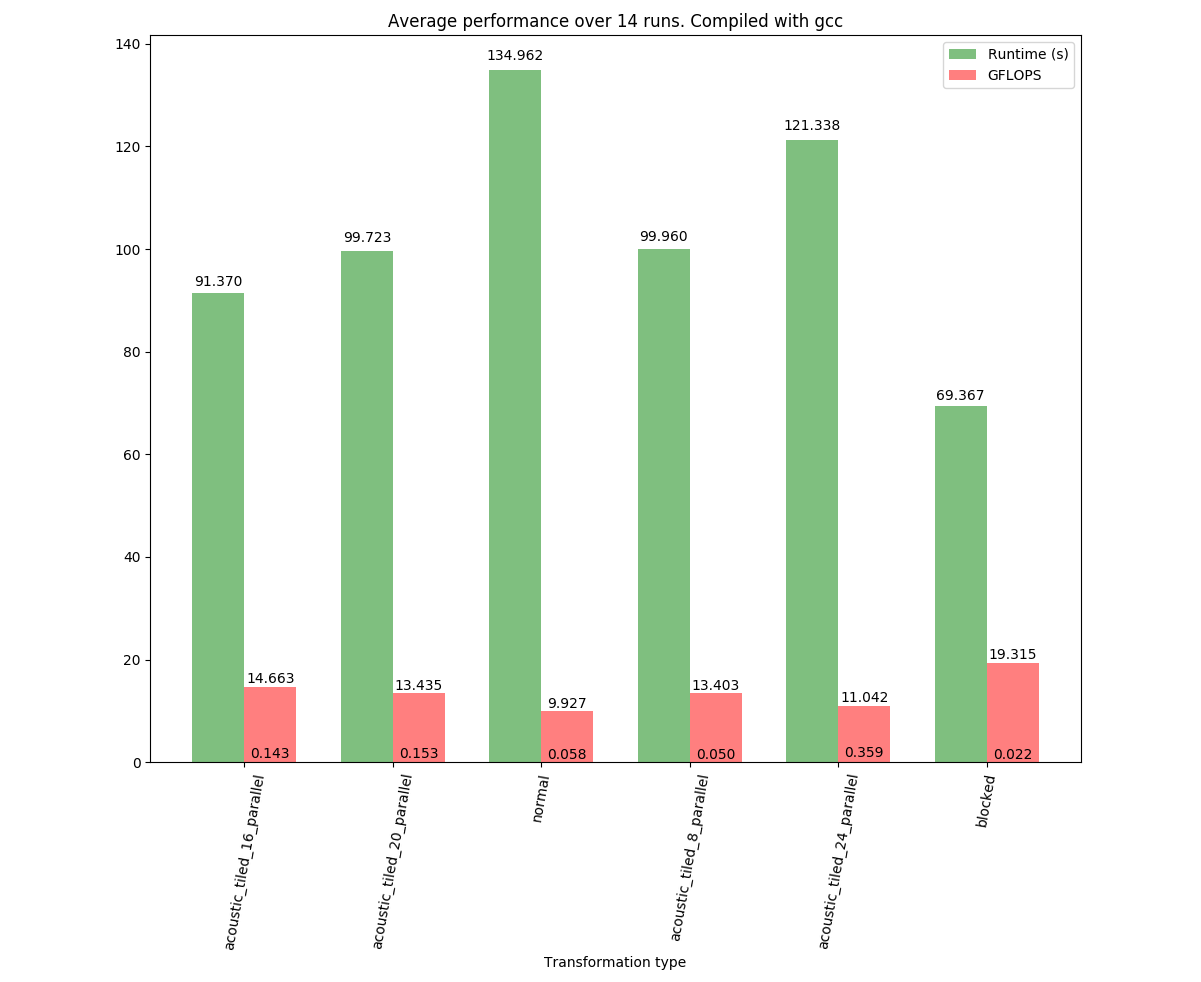 Average performance over 14 runs. Compiled with gcc
Runtime (s)
GFLOPS
140
120
100
80
60
40
20
0
91.370
99.723
134.962
99.960
121.338
69.367
14.663
13.435
9.927
13.403
11.042
19.315
0.143
0.153
0.058
0.050
0.359
0.022
acoustic_tiled_16_parallel
acoustic_tiled_20_parallel
normal
acoustic_tiled_8_parallel
acoustic_tiled_24_parallel
blocked
Transformation type